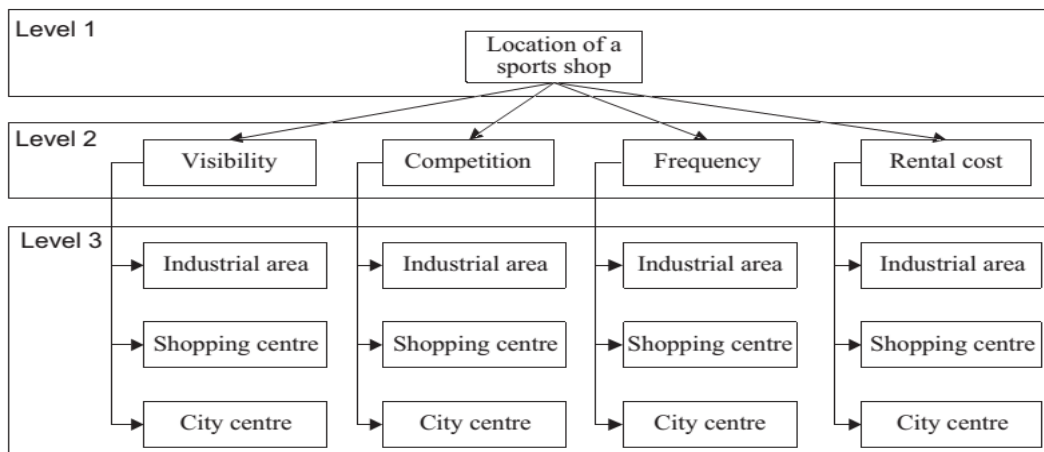 Level 1
Location of a
sports shop
Level 2
Visibility
Competition
Frequency
Rental cost
Level 3
Industrial area
Industrial area
Industrial area
Industrial area
Shopping centre
Shopping centre
Shopping centre
Shopping centre
City centre
City centre
City centre
City centre